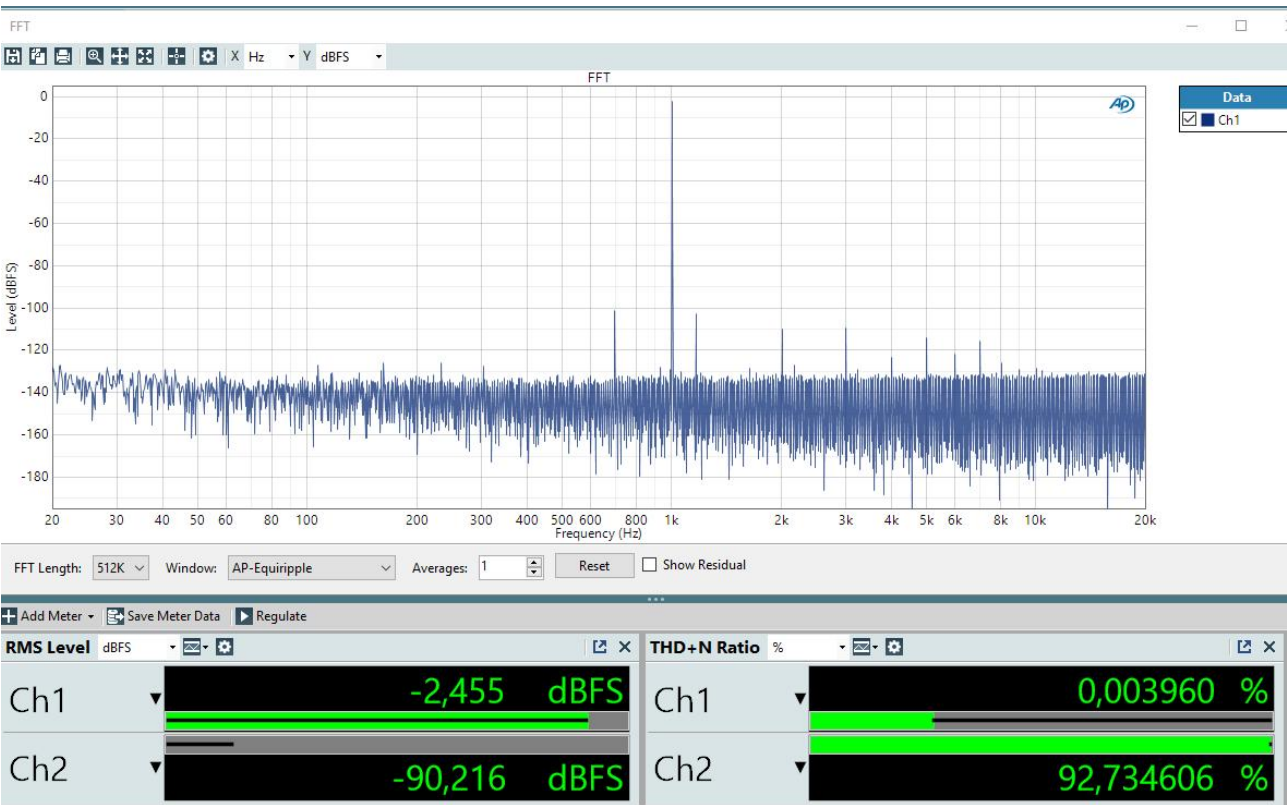 FFT
X Hz Y dBFS
FFT
AP
Data
Ch1
0
-20
-40
-60
-80
-100
-120
-140
-160
-180
Level (dBFS)
20 30 40 50 60 80 100 200 300 400 500 600 800 1k 2k 3k 4k 5k 6k 8k 10k 20k
Frequency (Hz)
FFT Length: 512K Window: AP-Equiripple Averages: 1 Reset Show Residual
Add Meter Save Meter Data Regulate
RMS Level dBFS
Ch1 -2,455 dBFS
Ch2 -90,216 dBFS
THD+N Ratio %
Ch1 0,003960 %
Ch2 92,734606 %